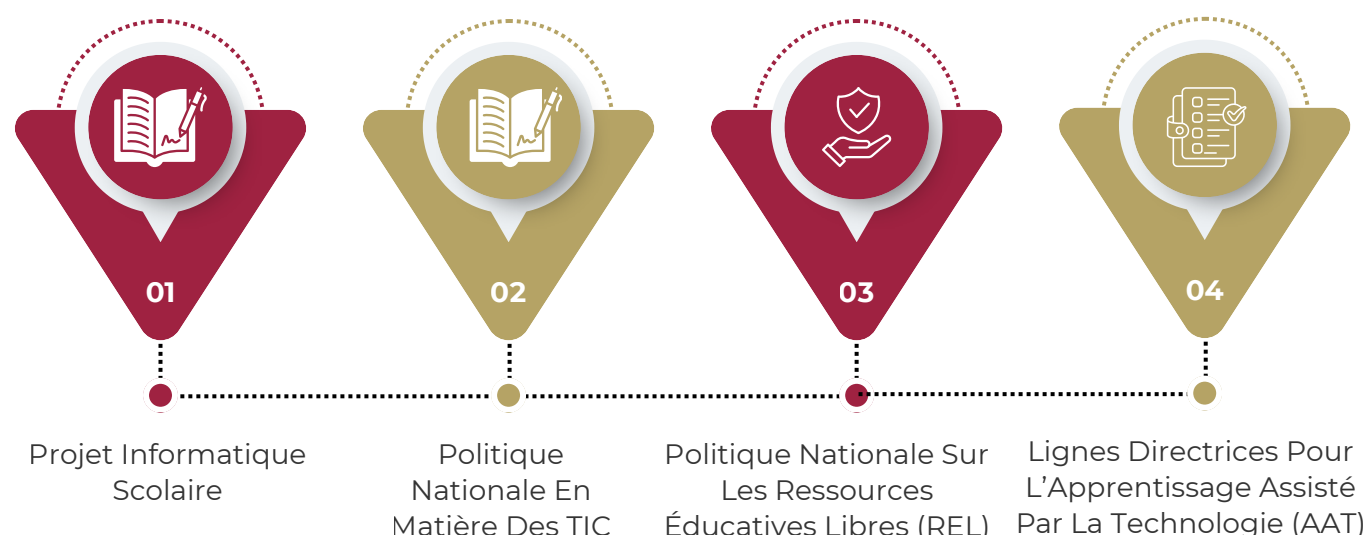 01
02
03
04
Projet Informatique
Scolaire
Politique
Nationale En
Matière Des TIC
Politique Nationale Sur
Les Ressources
Éducatives Libres (REL)
Lignes Directrices Pour
L’Apprentissage Assisté
Par La Technologie (AAT)